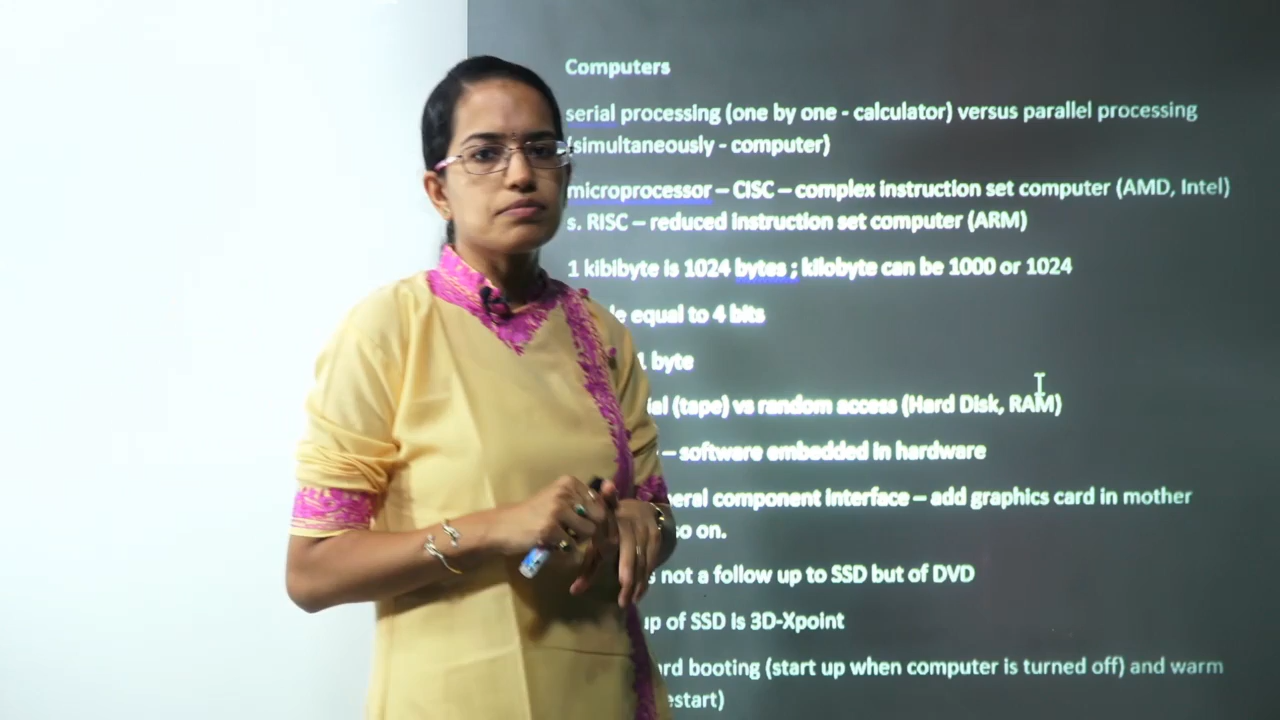 Computers
serial processing (one by one - calculator) versus parallel processing
(simultaneously - computer)
microprocessor – CISC – complex instruction set computer (AMD, Intel)
s. RISC – reduced instruction set computer (ARM)
1 kibibyte is 1024 bytes ; kilobyte can be 1000 or 1024
equal to 4 bits
1 byte
(tape) vs random access (Hard Disk, RAM)
– software embedded in hardware
component interface – add graphics card in mother
so on.
not a follow up to SSD but of DVD
up of SSD is 3D-Xpoint
booting (start up when computer is turned off) and warm